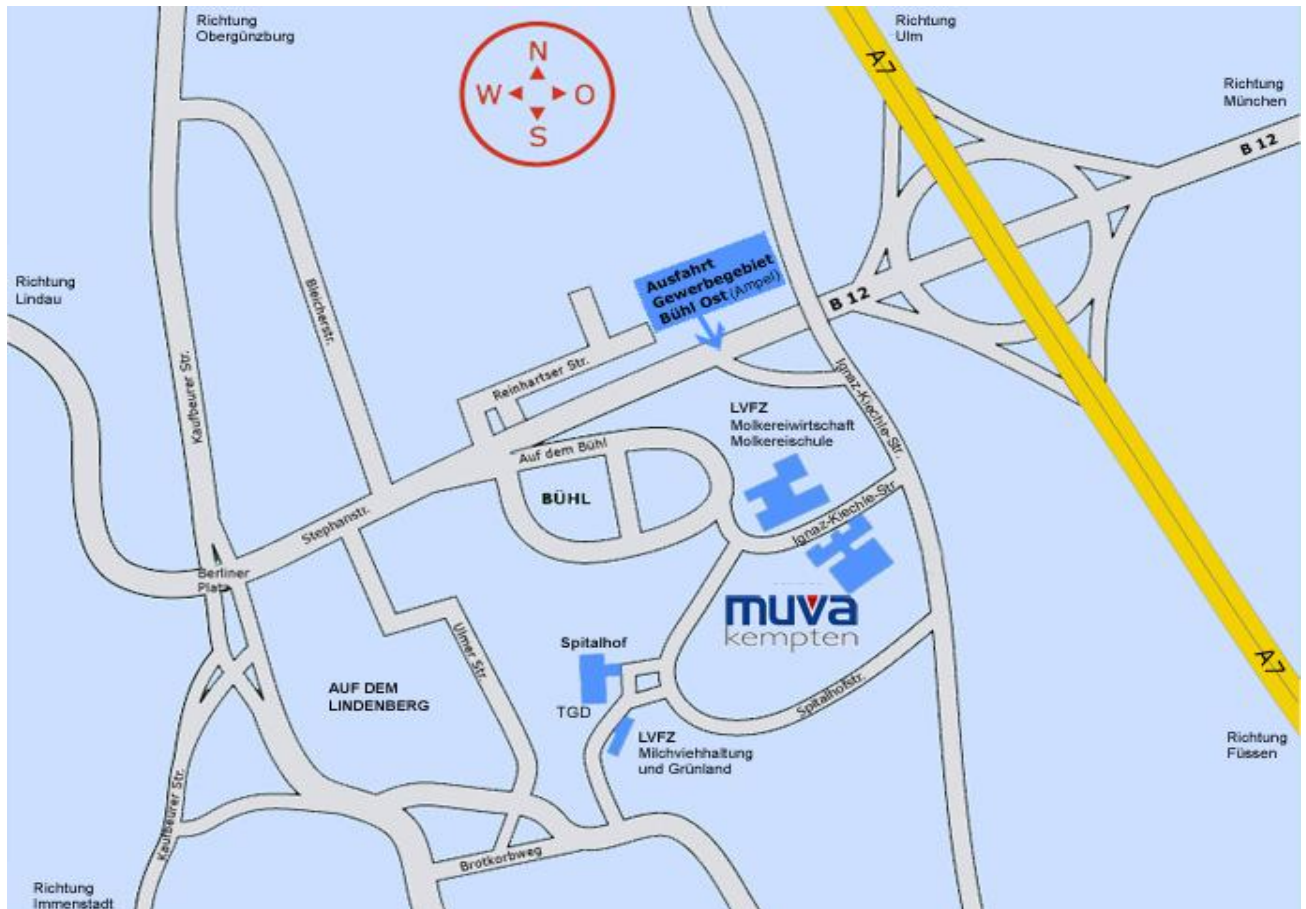 Richtung
Obergünzburg
N
W
O
S
A7
Richtung
Ulm
Richtung
München
B 12
Richtung
Lindau
Bleicherstr.
Kaufbeurer Str.
Ausfahrt
Gewerbegebiet
Bühl Ost (Ampel)
B 12
Reinhartser Str.
Ignaz-Kiechle-Str.
LVFZ
Molkereiwirtschaft
Molkereischule
Auf dem Bühl
BÜHL
Stephanstr.
Ignaz-Kiechle-Str.
Berliner
Platz
muva
kempten
Spitalhof
Ulmer Str.
AUF DEM
LINDENBERG
TGD
Spitalhofstr.
A7
LVFZ
Milchviehhaltung
und Grünland
Richtung
Füssen
Kaufbeurer Str.
Brotkorbweg
Richtung
Immenstadt